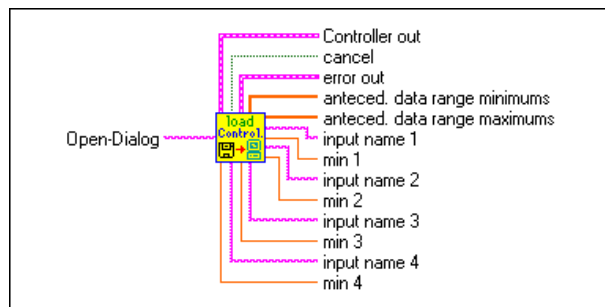 Controller out
cancel
error out
anteced. data range minimums
anteced. data range maximums
load
Control.
Open-Dialog
input name 1
min 1
input name 2
min 2
input name 3
min 3
input name 4
min 4